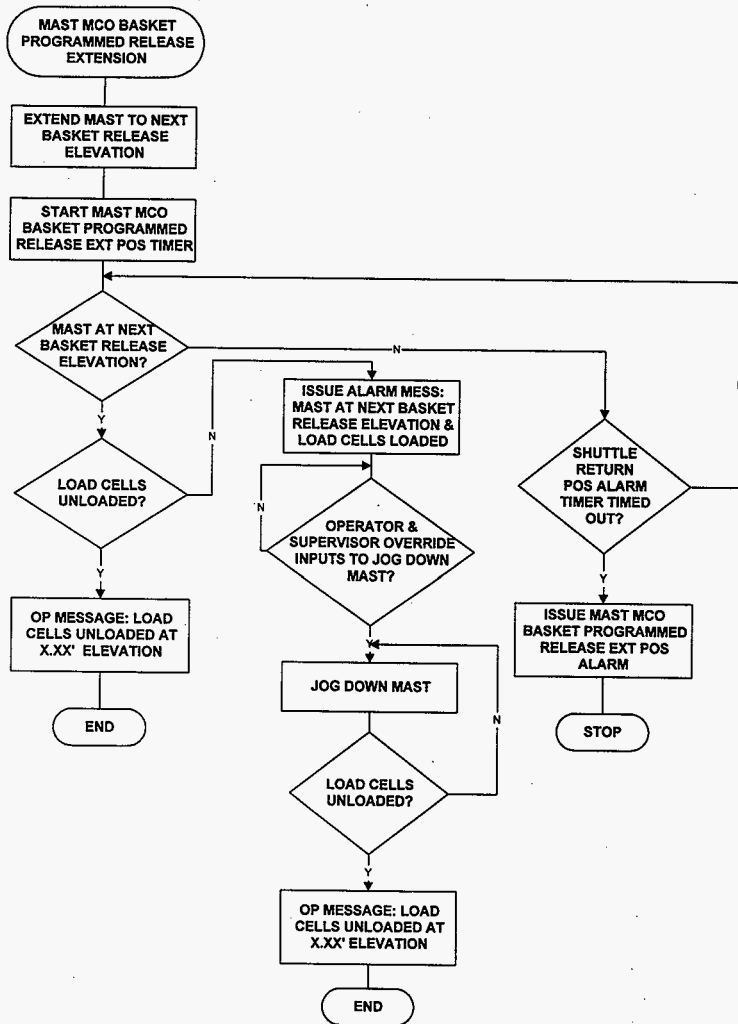 MAST MCO BASKET
PROGRAMMED RELEASE
EXTENSION
EXTEND MAST TO NEXT
BASKET RELEASE
ELEVATION
START MAST MCO
BASKET PROGRAMMED
RELEASE EXT POS TIMER
MAST AT NEXT
BASKET RELEASE
ELEVATION?
N
Y
LOAD CELLS
UNLOADED?
N
Y
OP MESSAGE: LOAD
CELLS UNLOADED AT
X.XX' ELEVATION
END
ISSUE ALARM MESS:
MAST AT NEXT BASKET
RELEASE ELEVATION &
LOAD CELLS LOADED
N
OPERATOR &
SUPERVISOR OVERRIDE
INPUTS TO JOG DOWN
MAST?
Y
JOG DOWN MAST
N
LOAD CELLS
UNLOADED?
Y
OP MESSAGE: LOAD
CELLS UNLOADED AT
X.XX' ELEVATION
END
SHUTTLE
RETURN
POS ALARM
TIMER TIMED
OUT?
Y
ISSUE MAST MCO
BASKET PROGRAMMED
RELEASE EXT POS
ALARM
STOP